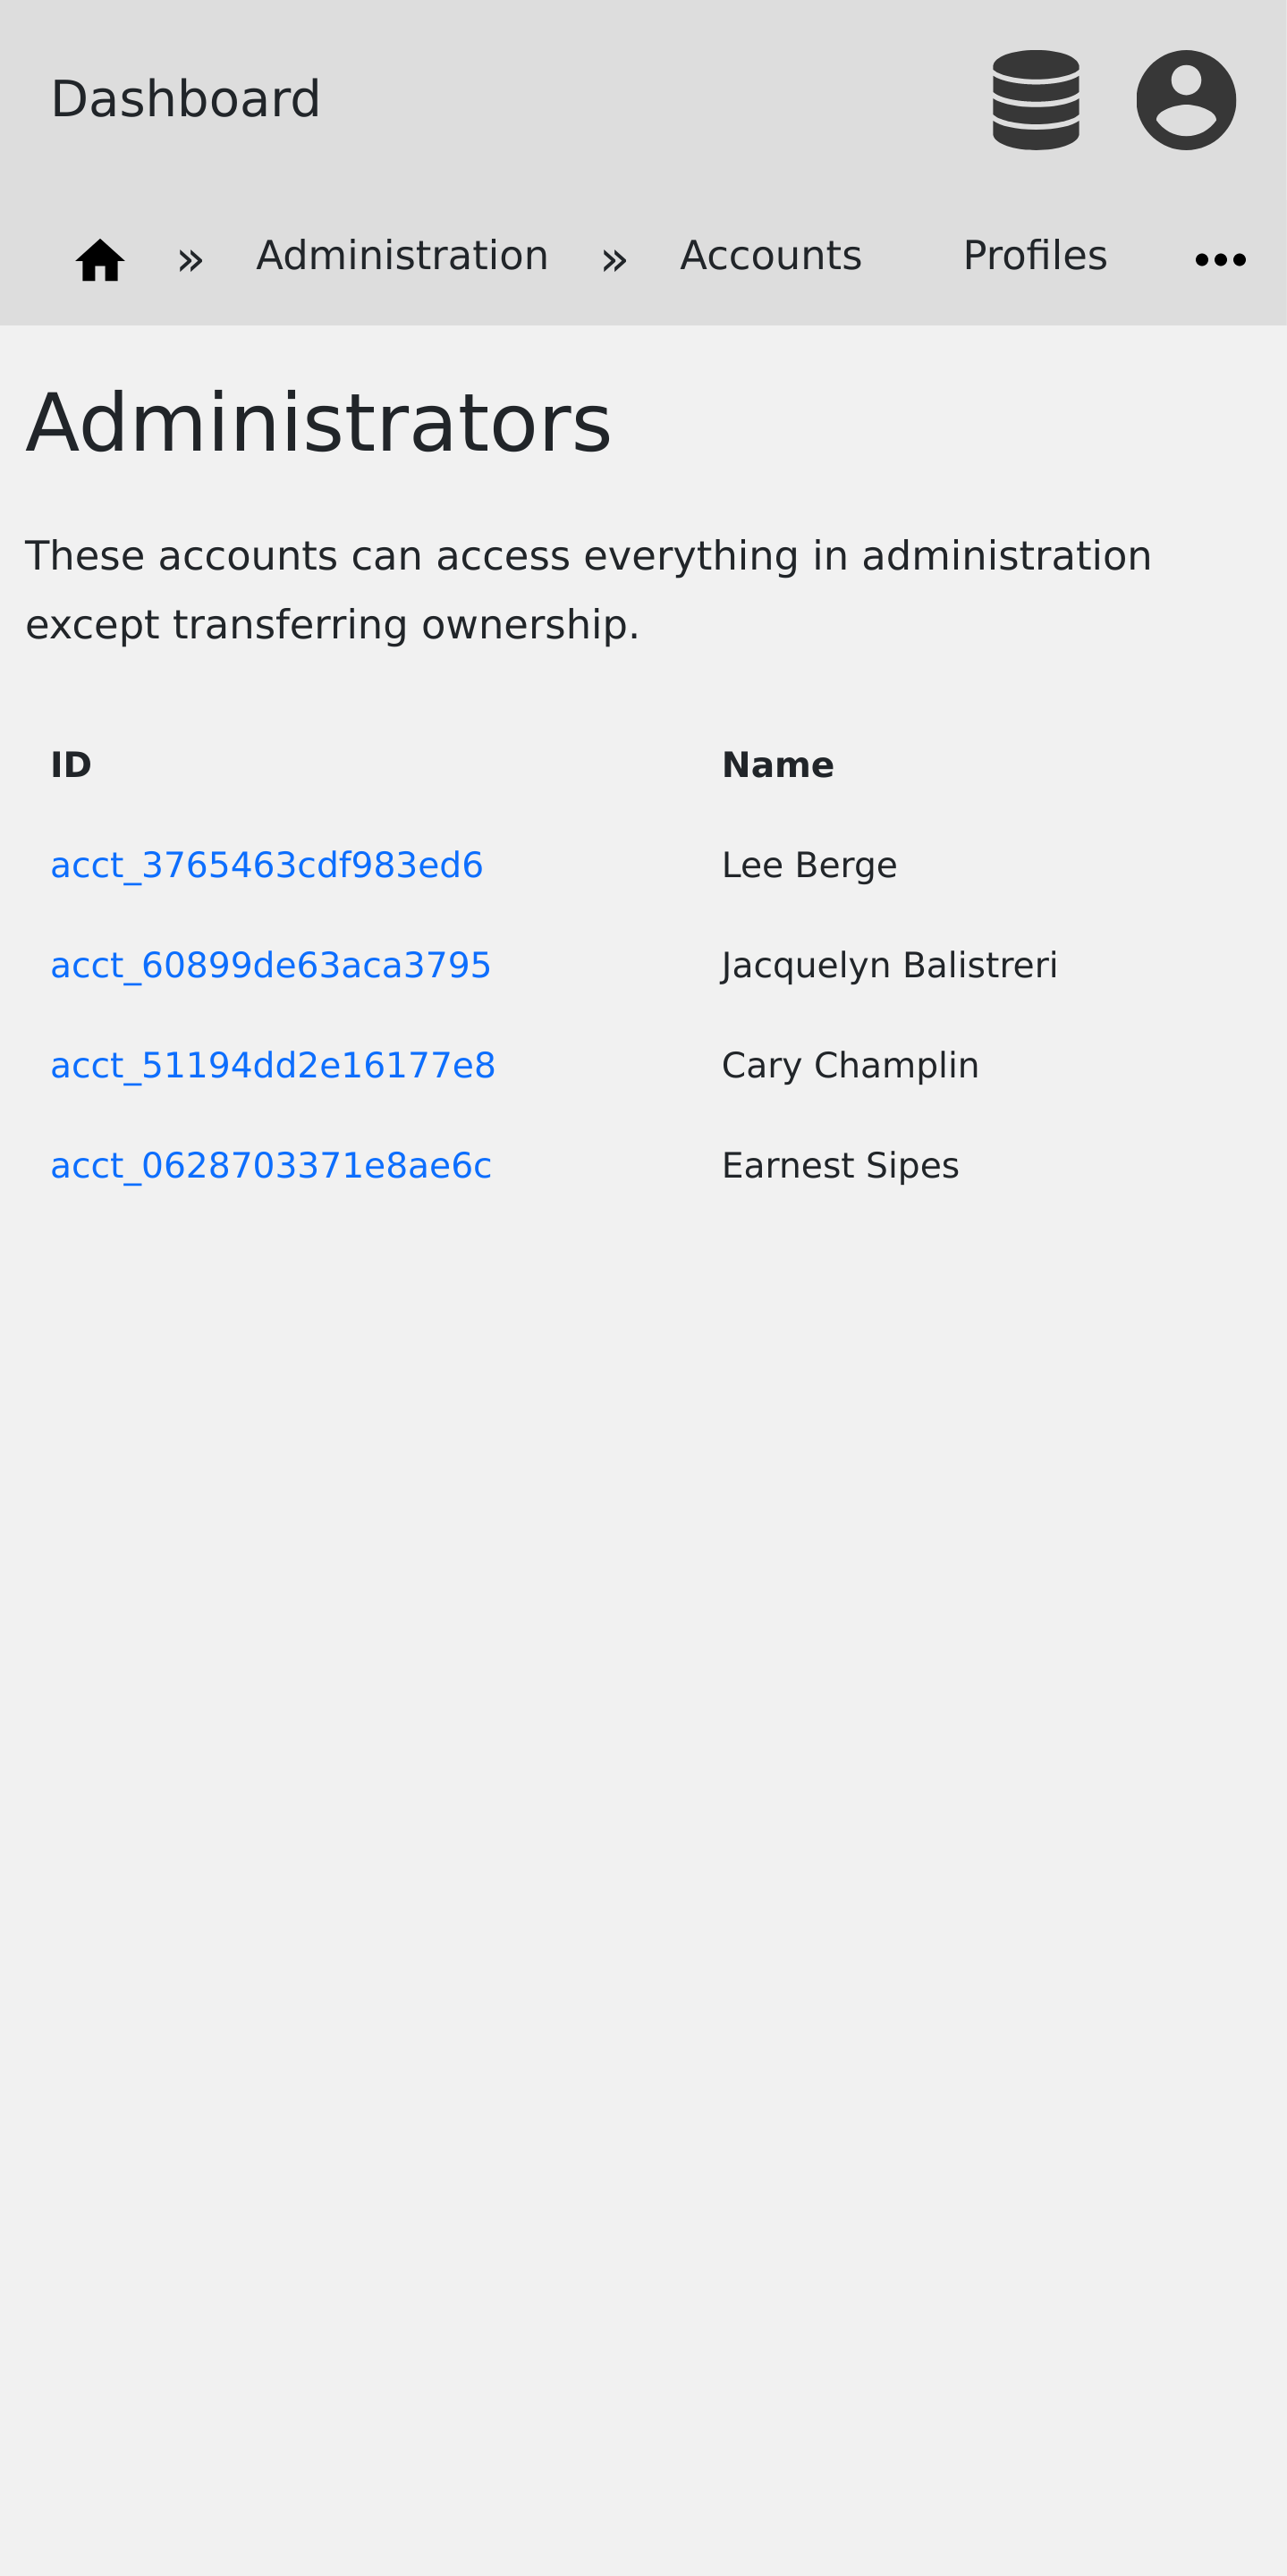 Dashboard
» Administration » Accounts Profiles
Administrators
These accounts can access everything in administration
except transferring ownership.
ID Name
acct_3765463cdf983ed6 Lee Berge
acct_60899de63aca3795 Jacquelyn Balistreri
acct_51194dd2e16177e8 Cary Champlin
acct_0628703371e8ae6c Earnest Sipes